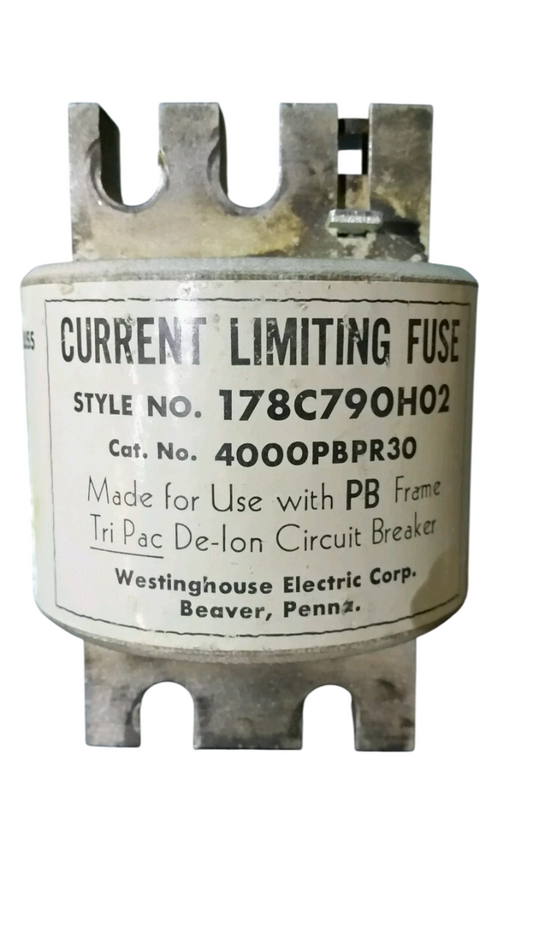 CURRENT LIMITING FUSE
STYLE NO. 178C790H02
Cat. No. 4000PBPR30
Made for Use with PB Frame
Tri Pac De-Ion Circuit Breaker
Westinghouse Electric Corp.
Beaver, Penna.